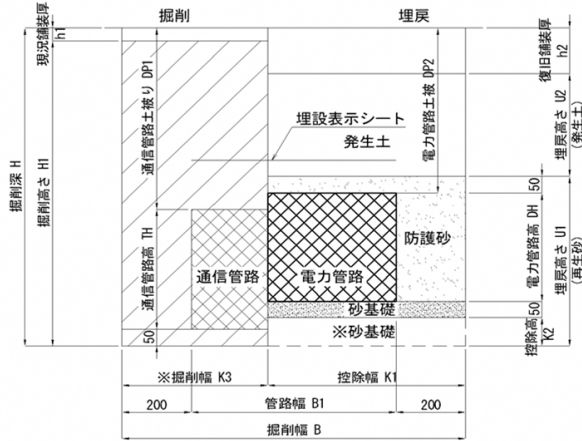 掘削
埋戻
現況舗装厚
h1
通信管路土被り DP1
電力管路土被 DP2
復旧舗装厚
h2
埋設表示シート
発生土
埋戻高さ U2
(発生土)
掘削深 H
掘削高さ H1
50
通信管路高 TH
通信管路
電力管路
防護砂
電力管路高 DH
埋戻高さ U1
(再生砂)
砂基礎
50
※砂基礎
控除高
K2
50
※掘削幅 K3
控除幅 K1
200
管路幅 B1
200
掘削幅 B